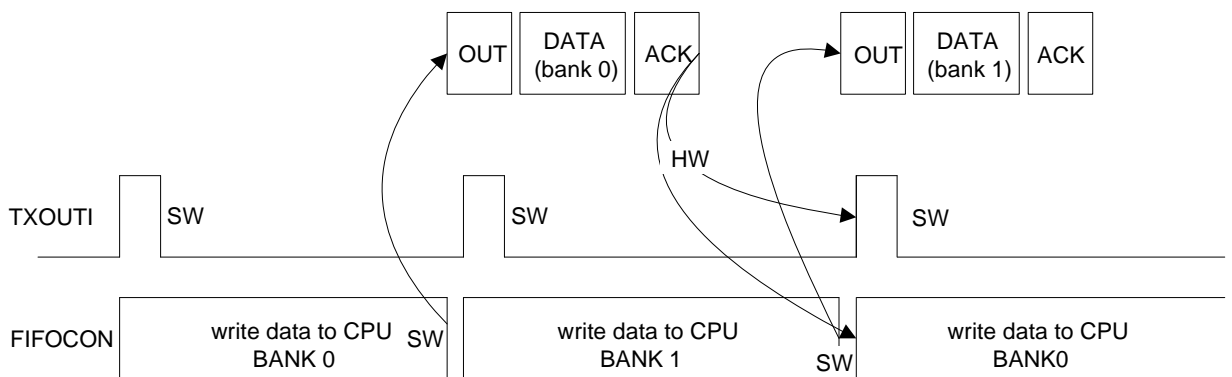 OUT DATA (bank 0) ACK OUT DATA (bank 1) ACK
HW
TXOUTI SW SW SW
FIFOCON write data to CPU BANK 0 SW write data to CPU BANK 1 SW write data to CPU BANK0